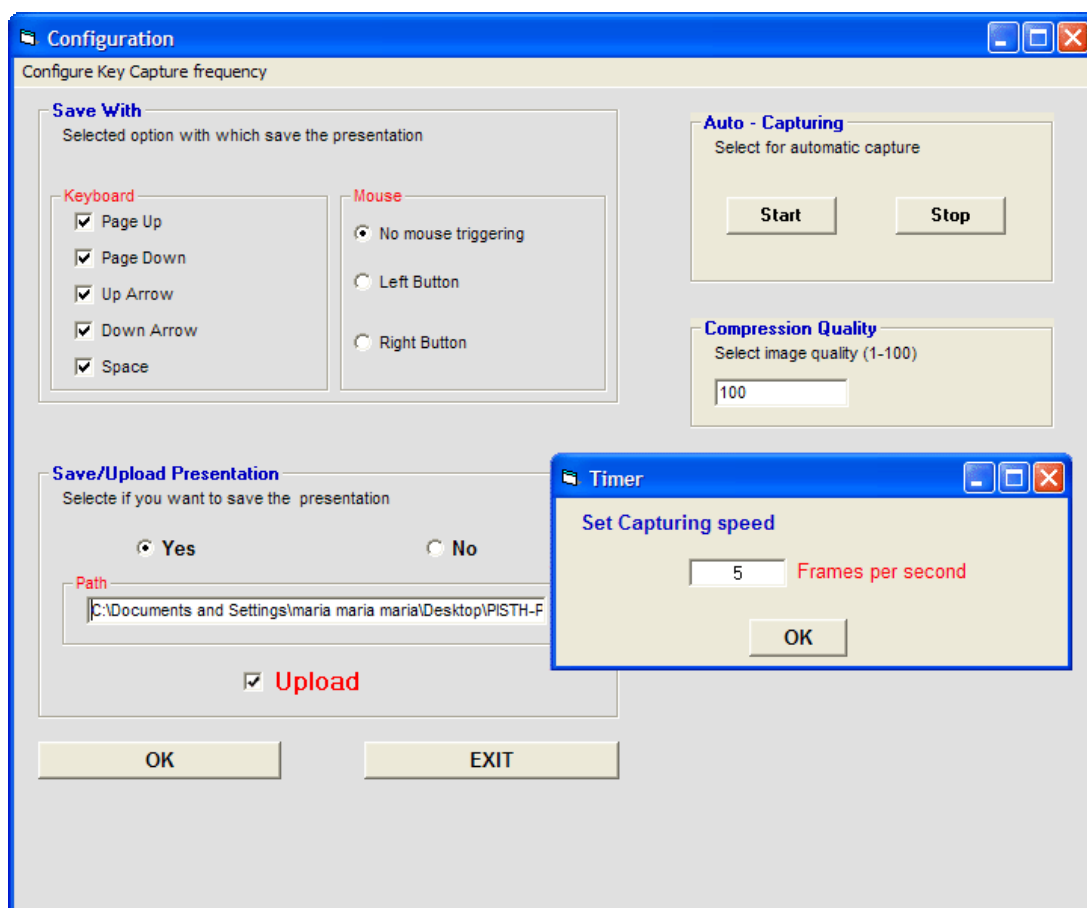 Configuration
Configure Key Capture frequency
Save With
Selected option with which save the presentation
Keyboard
Page Up
Page Down
Up Arrow
Down Arrow
Space
Mouse
No mouse triggering
Left Button
Right Button
Auto - Capturing
Select for automatic capture
Start Stop
Compression Quality
Select image quality (1-100)
100
Save/Upload Presentation
Selecte if you want to save the presentation
Yes No
Path
C:\Documents and Settings\maria maria maria\Desktop\PISTH-F
Upload
OK EXIT
Timer
Set Capturing speed
5 Frames per second
OK